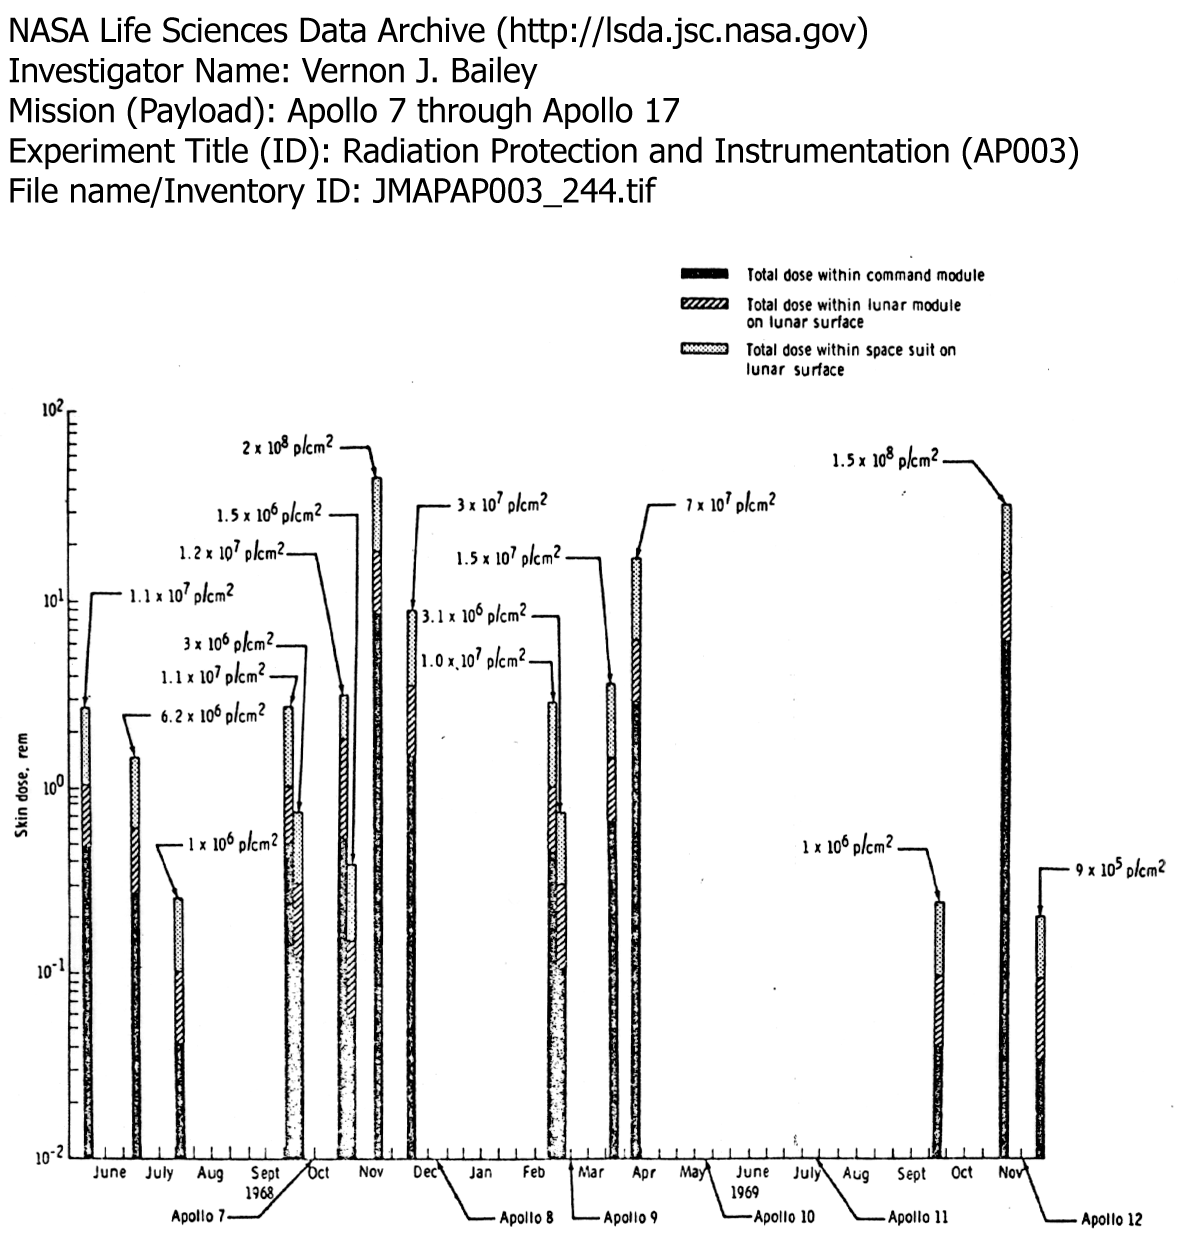 NASA Life Sciences Data Archive (http://lsda.jsc.nasa.gov)
Investigator Name: Vernon J. Bailey
Mission (Payload): Apollo 7 through Apollo 17
Experiment Title (ID): Radiation Protection and Instrumentation (AP003)
File name/Inventory ID: JMAPAP003_244.tif
Total dose within command module
Total dose within lunar module
on lunar surface
Total dose within space suit on
lunar surface
10²
2 x 10⁸ p/cm²
1.5 x 10⁸ p/cm²
1.5 x 10⁶ p/cm²
3 x 10⁷ p/cm²
7 x 10⁷ p/cm²
1.2 x 10⁷ p/cm²
1.5 x 10⁷ p/cm²
10¹
1.1 x 10⁷ p/cm²
3.1 x 10⁶ p/cm²
3 x 10⁶ p/cm²
1.0 x 10⁷ p/cm²
1.1 x 10⁷ p/cm²
6.2 x 10⁶ p/cm²
Skin dose, rem
10⁰
1 x 10⁶ p/cm²
1 x 10⁶ p/cm²
9 x 10⁵ p/cm²
10⁻¹
10⁻²
June July Aug Sept Oct Nov Dec Jan Feb Mar Apr May June July Aug Sept Oct Nov
1968 1969
Apollo 7 Apollo 8 Apollo 9 Apollo 10 Apollo 11 Apollo 12